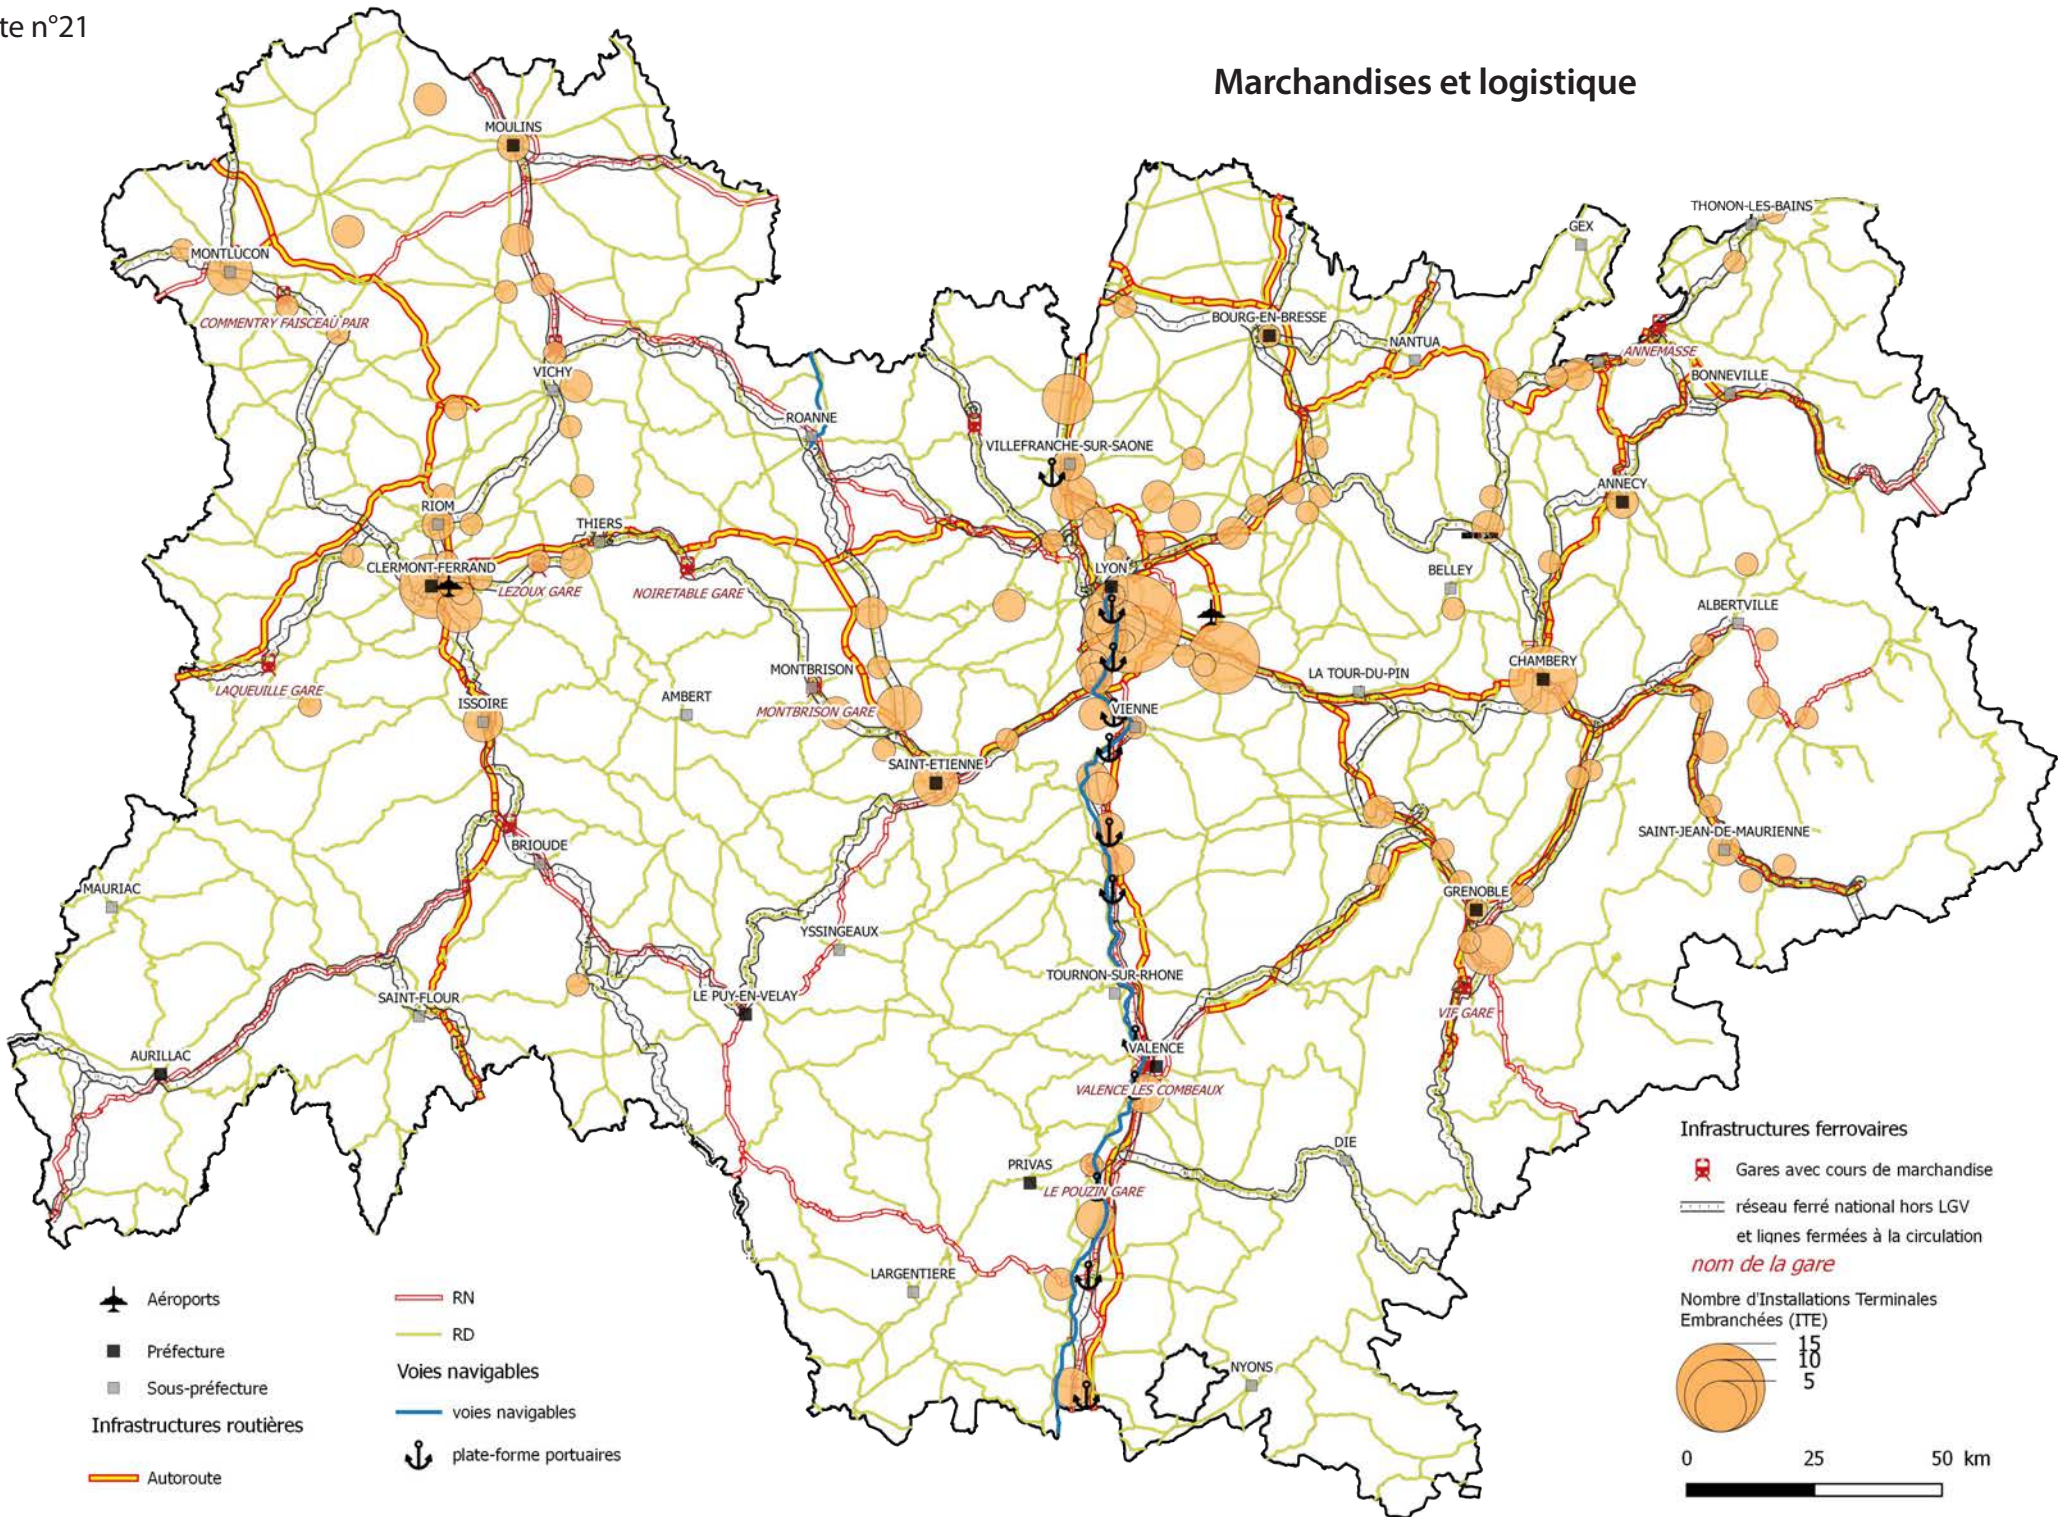 te n°21
Marchandises et logistique
MOULINS
THONON-LES-BAINS
GEX
MONTLUCON
COMMENTRY FAISCEAU PAIR
BOURG-EN-BRESSE
NANTUA
ANNEMASSE
BONNEVILLE
VICHY
ROANNE
VILLEFRANCHE-SUR-SAONE
ANNECY
RIOM
THIERS
CLERMONT-FERRAND
LEZOUX GARE
NOIRETABLE GARE
LYON
BELLEY
ALBERTVILLE
LAQUEUILLE GARE
MONTBRISON
CHAMBERY
LA TOUR-DU-PIN
ISSOIRE
AMBERT
MONTBRISON GARE
VIENNE
SAINT-ETIENNE
SAINT-JEAN-DE-MAURIENNE
BRIOUDE
MAURIAC
GRENOBLE
YSSINGEAUX
TOURNON-SUR-RHONE
SAINT-FLOUR
LE PUY-EN-VELAY
VIF GARE
AURILLAC
VALENCE
VALENCE LES COMBEAUX
DIE
PRIVAS
LE POUZIN GARE
LARGENTIERE
NYONS
Aéroports
Préfecture
Sous-préfecture
Infrastructures routières
Autoroute
RN
RD
Voies navigables
voies navigables
plate-forme portuaires
Infrastructures ferrovaires
Gares avec cours de marchandise
réseau ferré national hors LGV
et lignes fermées à la circulation
nom de la gare
Nombre d'Installations Terminales
Embranchées (ITE)
15
10
5
0 25 50 km